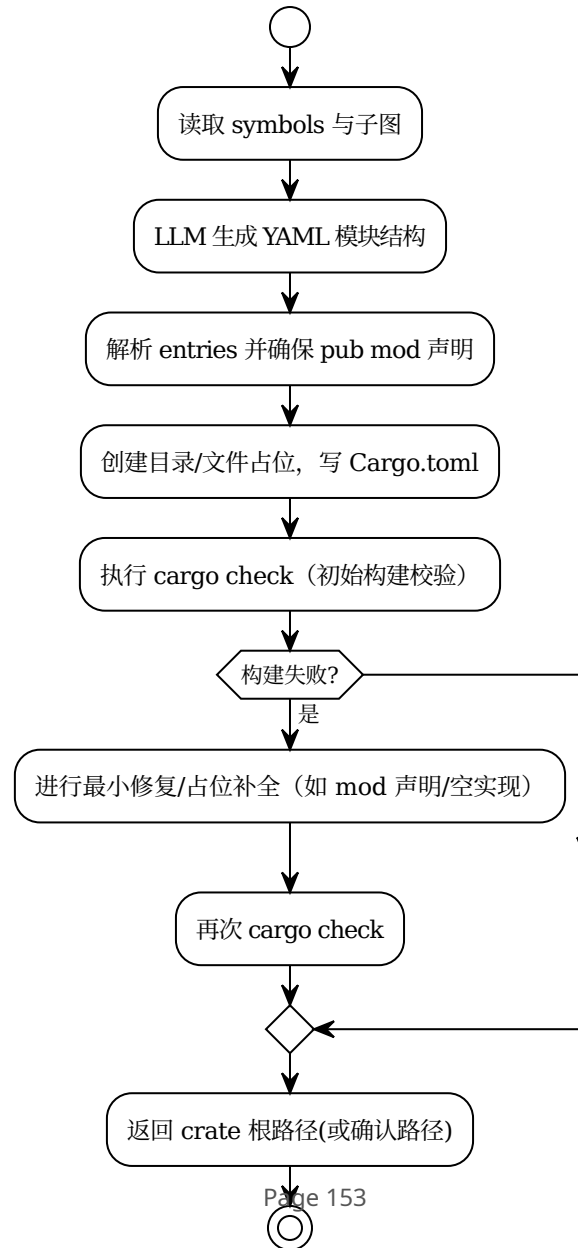 读取 symbols 与子图
LLM 生成 YAML 模块结构
解析 entries 并确保 pub mod 声明
创建目录/文件占位，写 Cargo.toml
执行 cargo check（初始构建校验）
构建失败?
是
进行最小修复/占位补全（如 mod 声明/空实现）
再次 cargo check
返回 crate 根路径(或确认路径)
Page 153